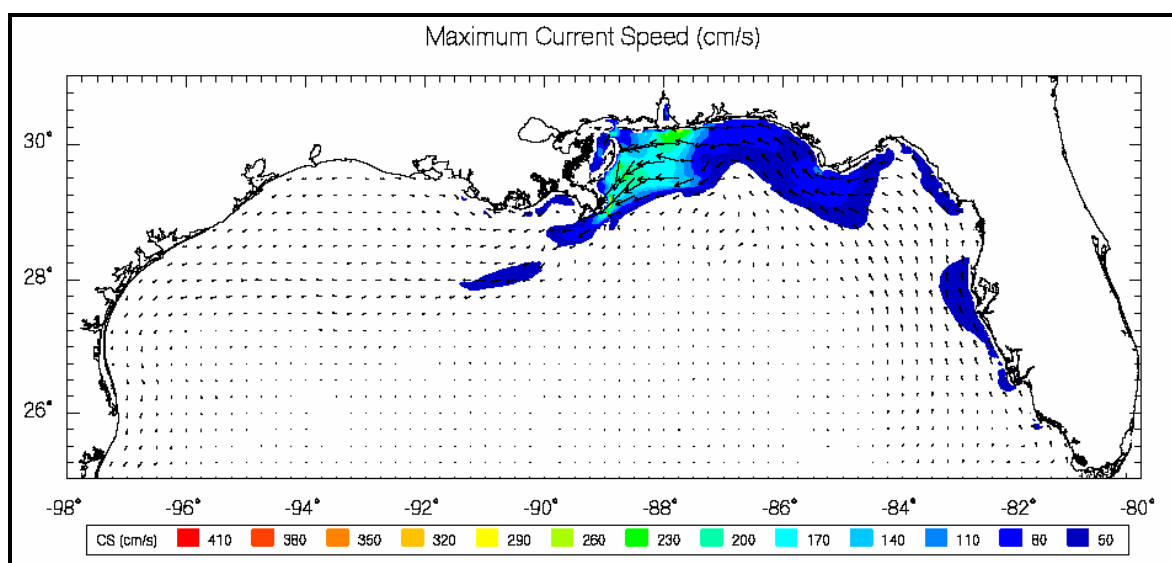 Maximum Current Speed (cm/s)
30°
28°
26°
-98° -96° -94° -92° -90° -88° -86° -84° -82° -80°
CS (cm/s) 410 380 350 320 290 260 230 200 170 140 110 80 50